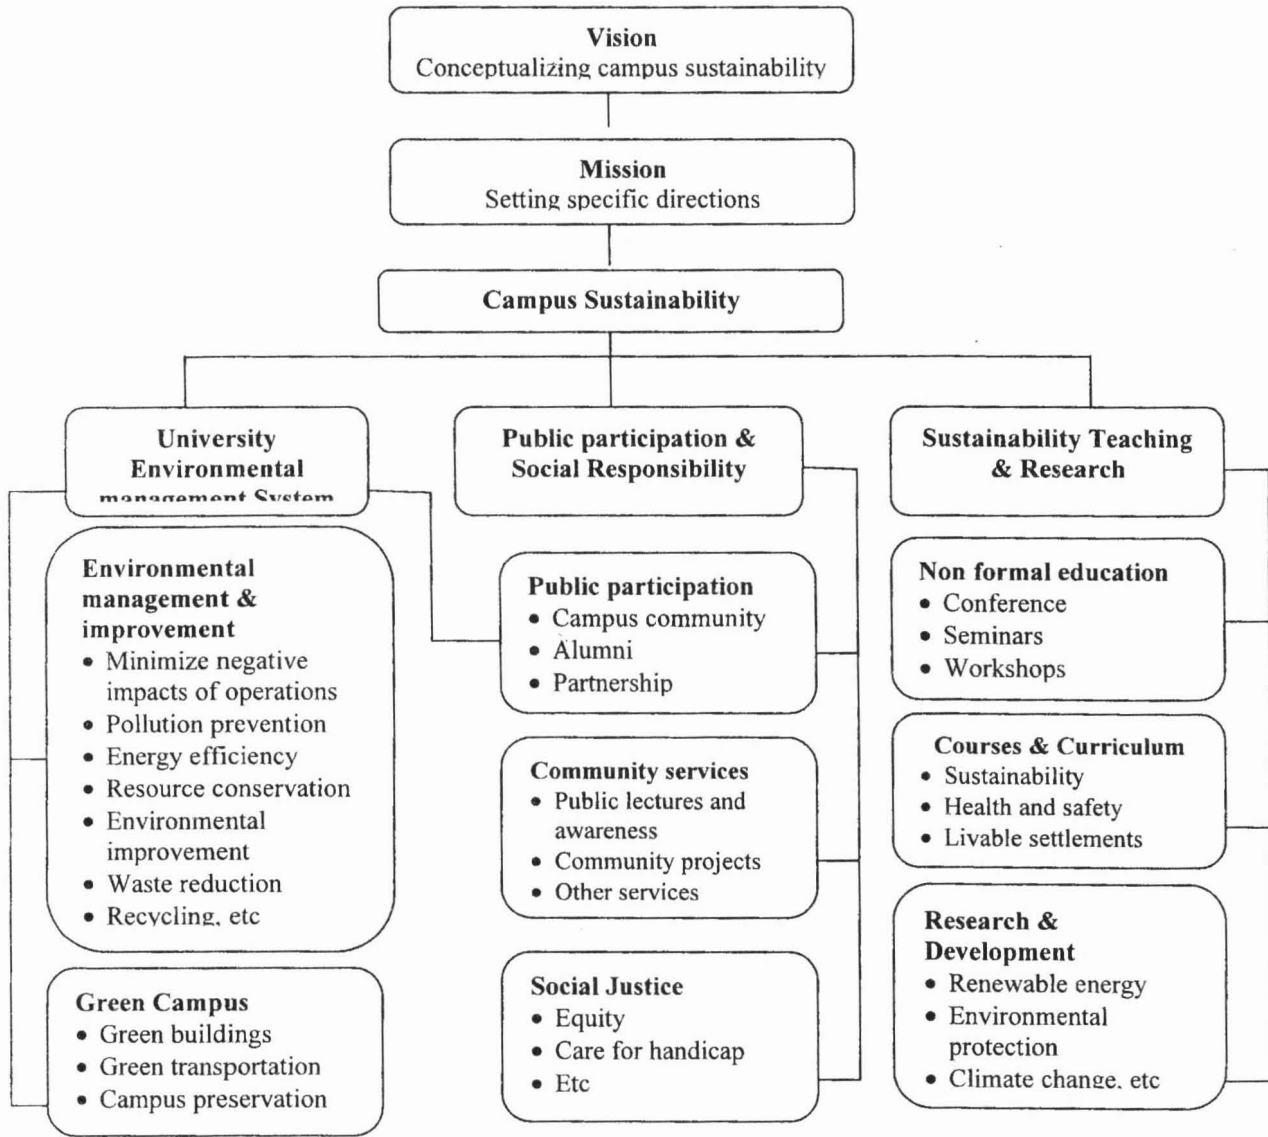 Vision
Conceptualizing campus sustainability
Mission
Setting specific directions
Campus Sustainability
University
Environmental
management System
Public participation &
Social Responsibility
Sustainability Teaching
& Research
Environmental
management &
improvement
• Minimize negative
impacts of operations
• Pollution prevention
• Energy efficiency
• Resource conservation
• Environmental
improvement
• Waste reduction
• Recycling, etc
Green Campus
• Green buildings
• Green transportation
• Campus preservation
Public participation
• Campus community
• Alumni
• Partnership
Community services
• Public lectures and
awareness
• Community projects
• Other services
Social Justice
• Equity
• Care for handicap
• Etc
Non formal education
• Conference
• Seminars
• Workshops
Courses & Curriculum
• Sustainability
• Health and safety
• Livable settlements
Research &
Development
• Renewable energy
• Environmental
protection
• Climate change, etc